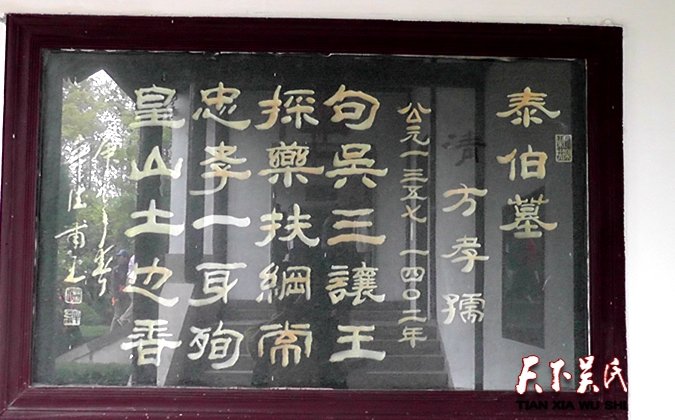 泰伯墓
清 方孝孺
公元一三五七 一四〇二年
句吳三讓王
採藥扶綱常
忠孝一身殉
皇山土也香
天下吴氏
TIAN XIA WU SHI